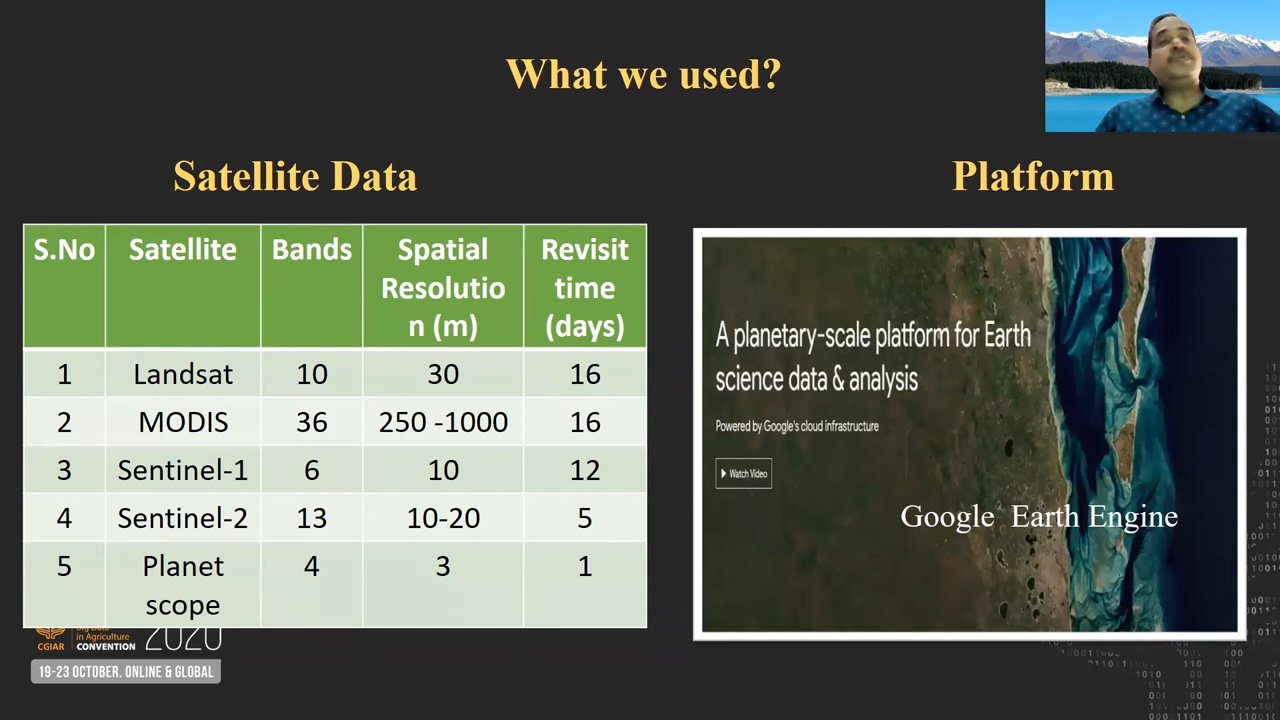 What we used?
Satellite Data
Platform
S.No Satellite Bands Spatial Resolutio n (m) Revisit time (days)
1 Landsat 10 30 16
2 MODIS 36 250 -1000 16
3 Sentinel-1 6 10 12
4 Sentinel-2 13 10-20 5
5 Planet scope 4 3 1
A planetary-scale platform for Earth
science data & analysis
Powered by Google's cloud infrastructure
Watch Video
Google Earth Engine
CGIAR
in Agriculture
CONVENTION 2020
19-23 OCTOBER. ONLINE & GLOBAL